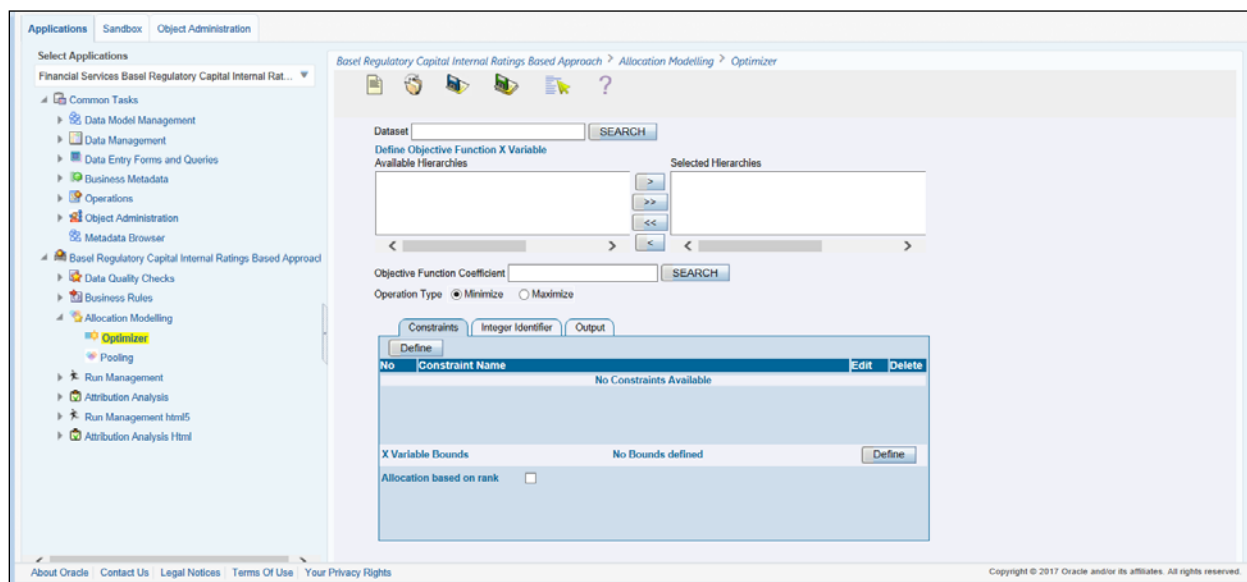 Applications Sandbox Object Administration
Select Applications
Financial Services Basel Regulatory Capital Internal Rat...
Common Tasks
Data Model Management
Data Management
Data Entry Forms and Queries
Business Metadata
Operations
Object Administration
Metadata Browser
Basel Regulatory Capital Internal Ratings Based Approacl
Data Quality Checks
Business Rules
Allocation Modelling
Optimizer
Pooling
Run Management
Attribution Analysis
Run Management html5
Attribution Analysis Html
Basel Regulatory Capital Internal Ratings Based Approach > Allocation Modelling > Optimizer
?
Dataset SEARCH
Define Objective Function X Variable
Available Hierarchies Selected Hierarchies
>
>>
<<
<
Objective Function Coefficient SEARCH
Operation Type Minimize Maximize
Constraints Integer Identifier Output
Define
No Constraint Name Edit Delete
No Constraints Available
X Variable Bounds No Bounds defined Define
Allocation based on rank
About Oracle Contact Us Legal Notices Terms Of Use Your Privacy Rights
Copyright © 2017 Oracle and/or its affiliates. All rights reserved.